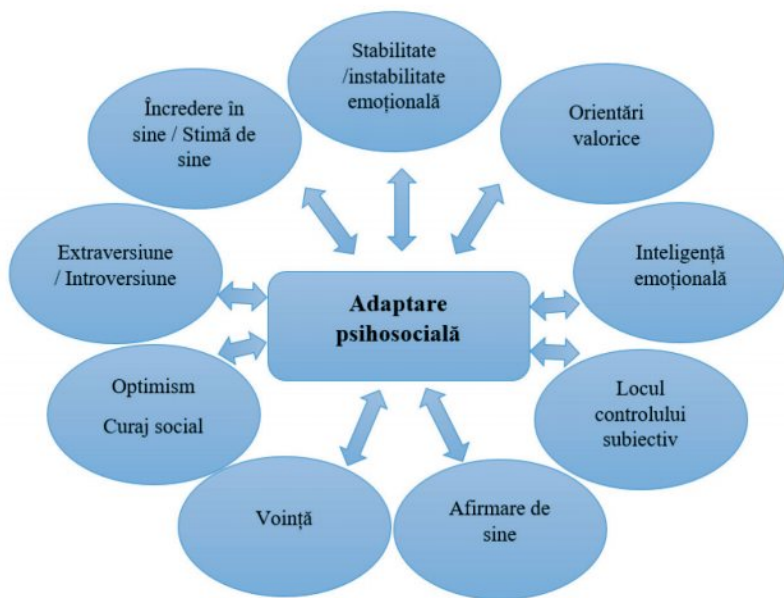 Stabilitate
/instabilitate
emoțională
Orientări
valorice
Inteligență
emoțională
Locul
controlului
subiectiv
Afirmare de
sine
Voință
Optimism
Curaj social
Extraversiune
/ Introversiune
Încredere în
sine / Stimă de
sine
Adaptare
psihosocială